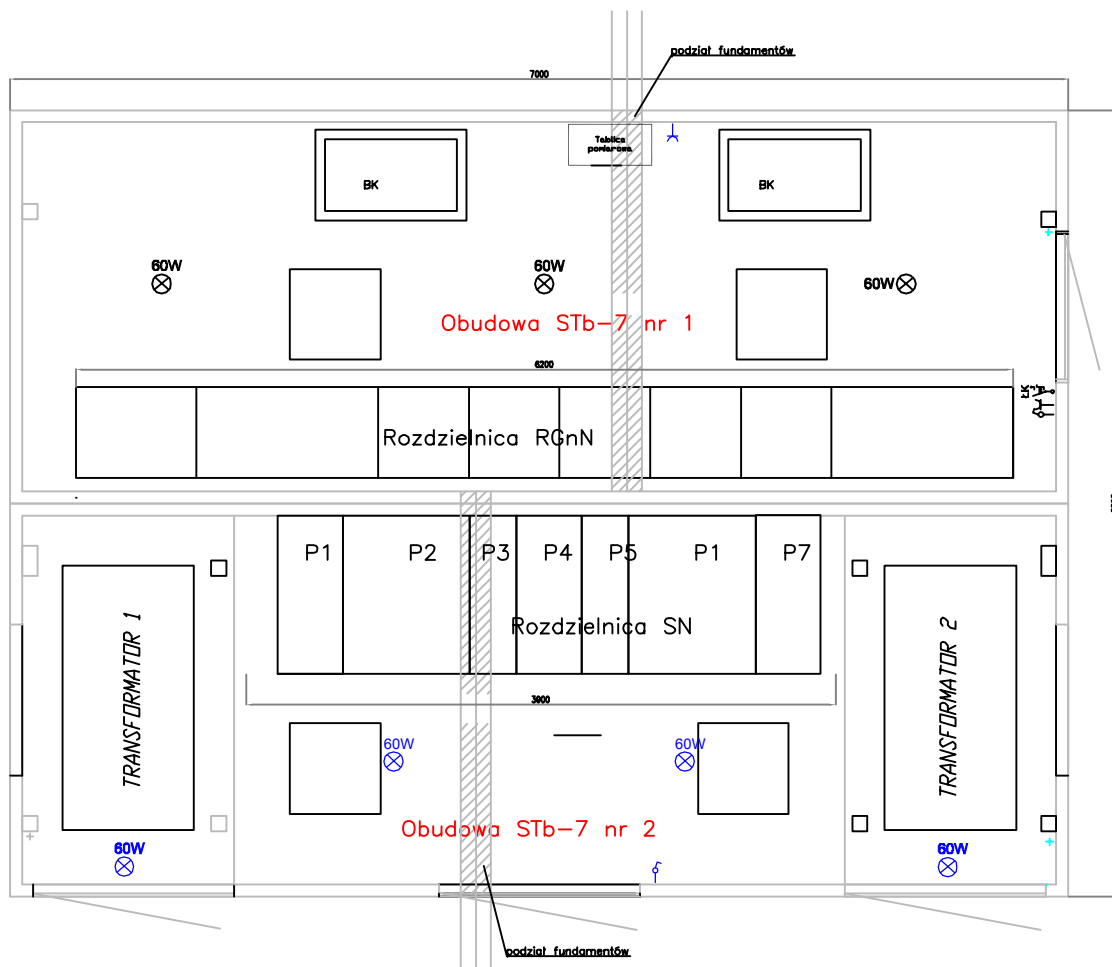 podział fundamentów
7000
Tablica
pomiarowa
BK
BK
60W
60W
60W
Obudowa STb-7 nr 1
6200
ŁK
Rozdzielnica RGnN
P1
P2
P3
P4
P5
P1
P7
Rozdzielnica SN
TRANSFORMATOR 1
TRANSFORMATOR 2
3900
60W
60W
Obudowa STb-7 nr 2
60W
60W
podział fundamentów